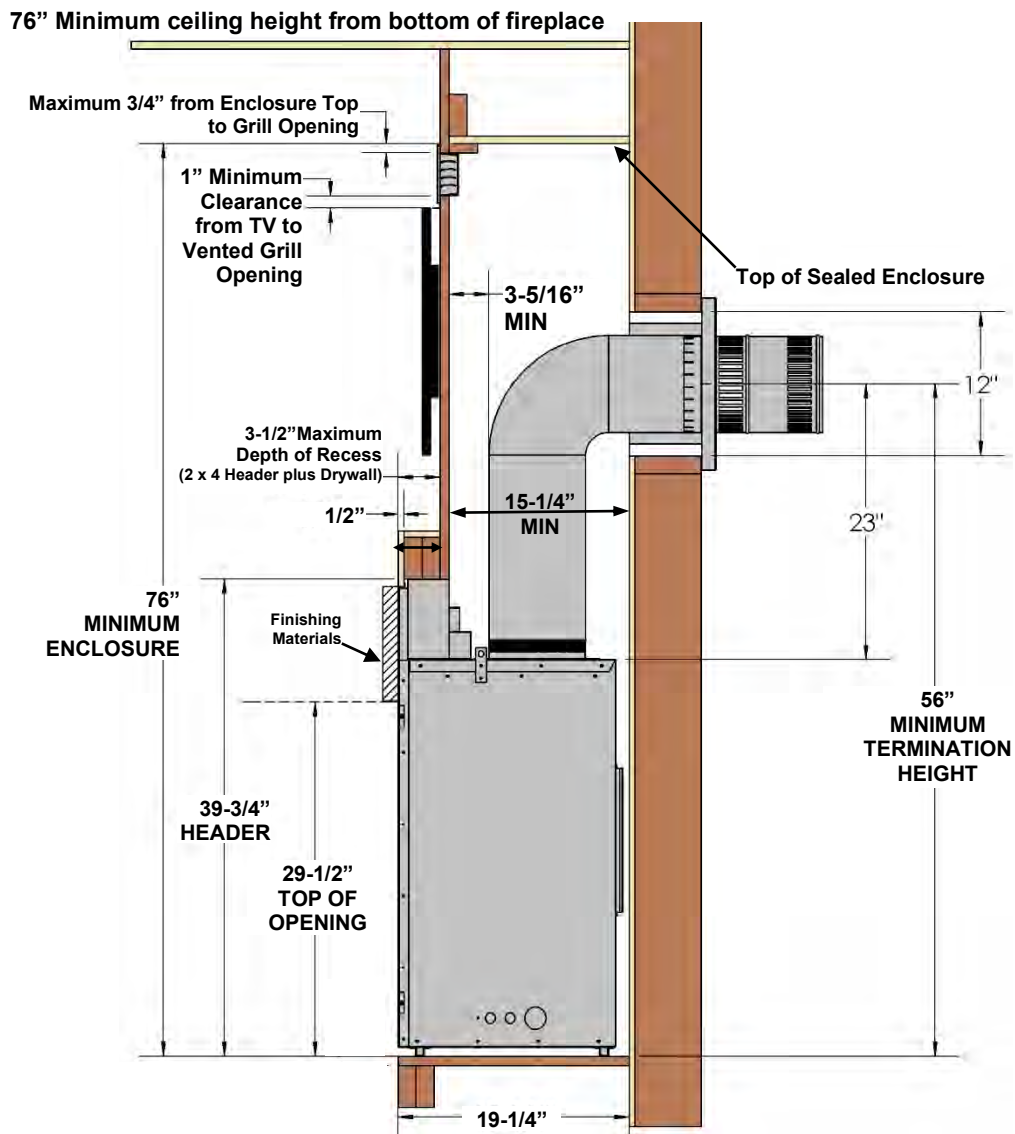 76” Minimum ceiling height from bottom of fireplace
Maximum 3/4” from Enclosure Top
to Grill Opening
1” Minimum
Clearance
from TV to
Vented Grill
Opening
3-5/16”
MIN
Top of Sealed Enclosure
12"
3-1/2”Maximum
Depth of Recess
(2 x 4 Header plus Drywall)
1/2”
15-1/4”
MIN
23"
76”
MINIMUM
ENCLOSURE
Finishing
Materials
56”
MINIMUM
TERMINATION
HEIGHT
39-3/4”
HEADER
29-1/2”
TOP OF
OPENING
19-1/4”